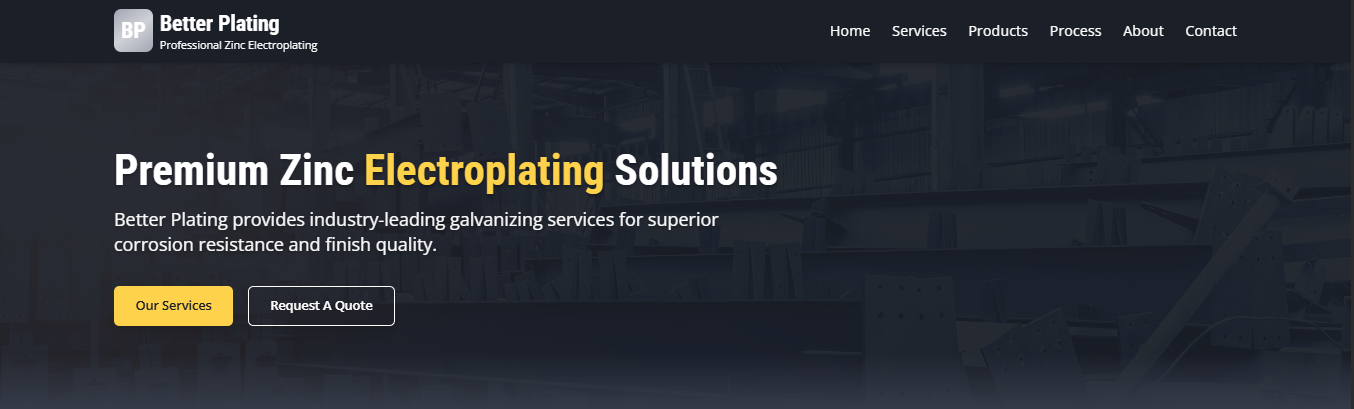 BP
Better Plating
Professional Zinc Electroplating
Home Services Products Process About Contact
Premium Zinc Electroplating Solutions
Better Plating provides industry-leading galvanizing services for superior
corrosion resistance and finish quality.
Our Services
Request A Quote